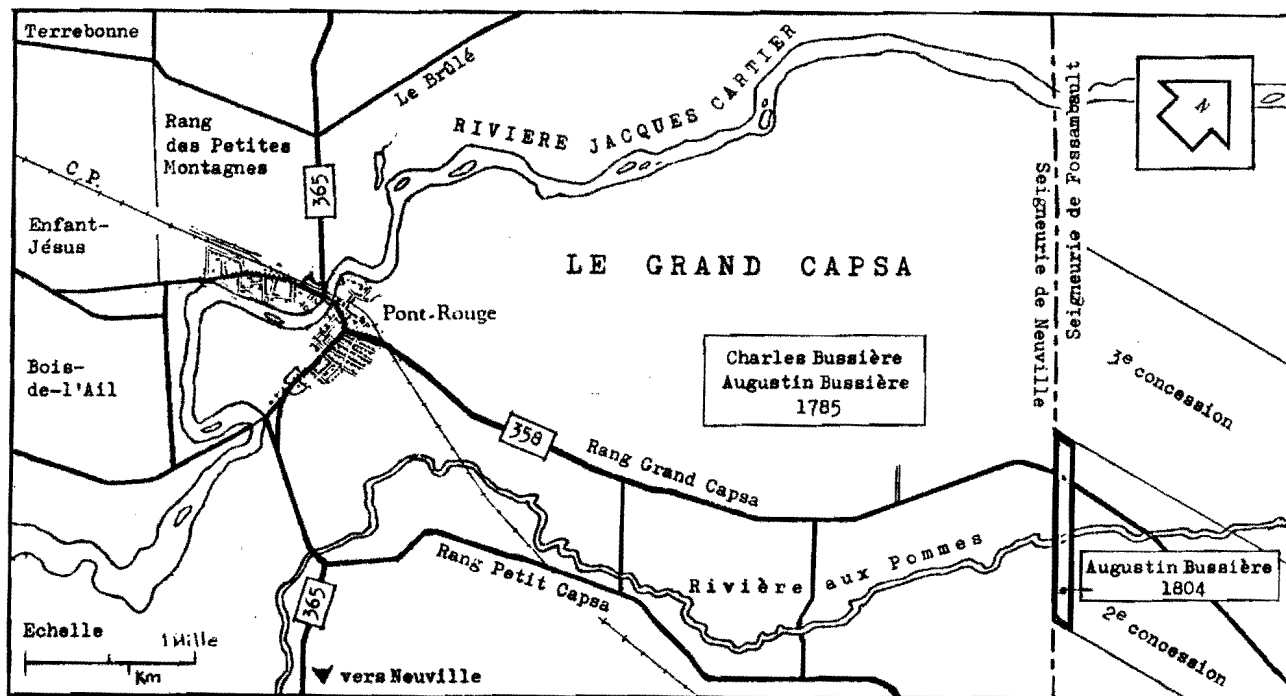 Terrebonne
Le Brûlé
RIVIERE JACQUES CARTIER
Rang
des Petites
Montagnes
C.P.
365
Enfant-
Jésus
N
Seigneurie de Neuville
Seigneurie de Fossambault
LE GRAND CAPSA
Pont-Rouge
Bois-
de-l'Ail
Charles Bussière
Augustin Bussière
1785
3e concession
358
Rang Grand Capsa
Rang Petit Capsa
Rivière aux Pommes
Augustin Bussière
1804
2e concession
365
Echelle
1 Mille
Km
vers Neuville